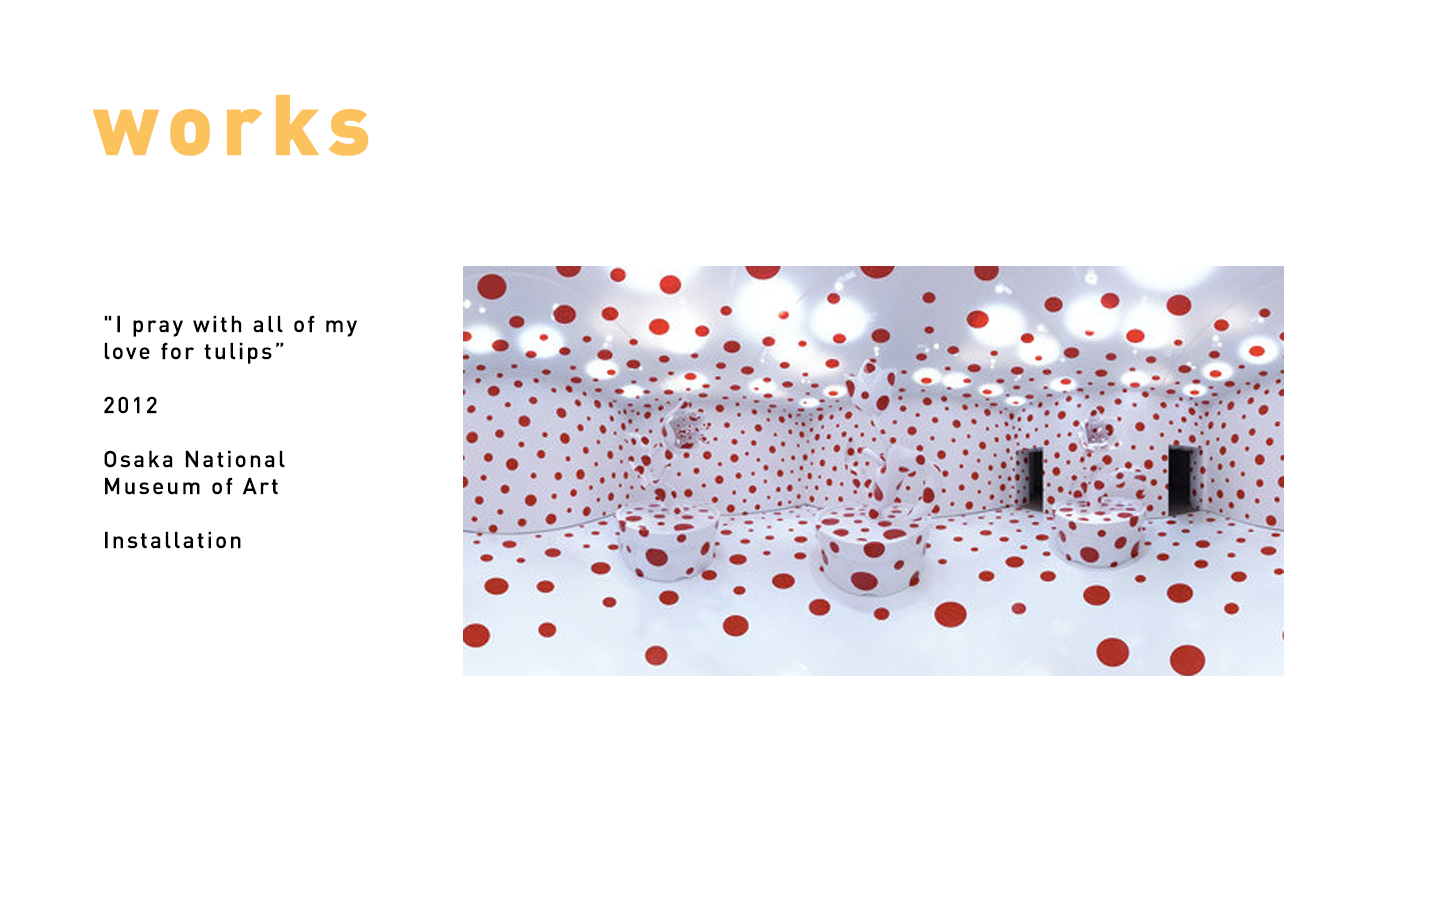 works
"I pray with all of my
love for tulips”
2012
Osaka National
Museum of Art
Installation